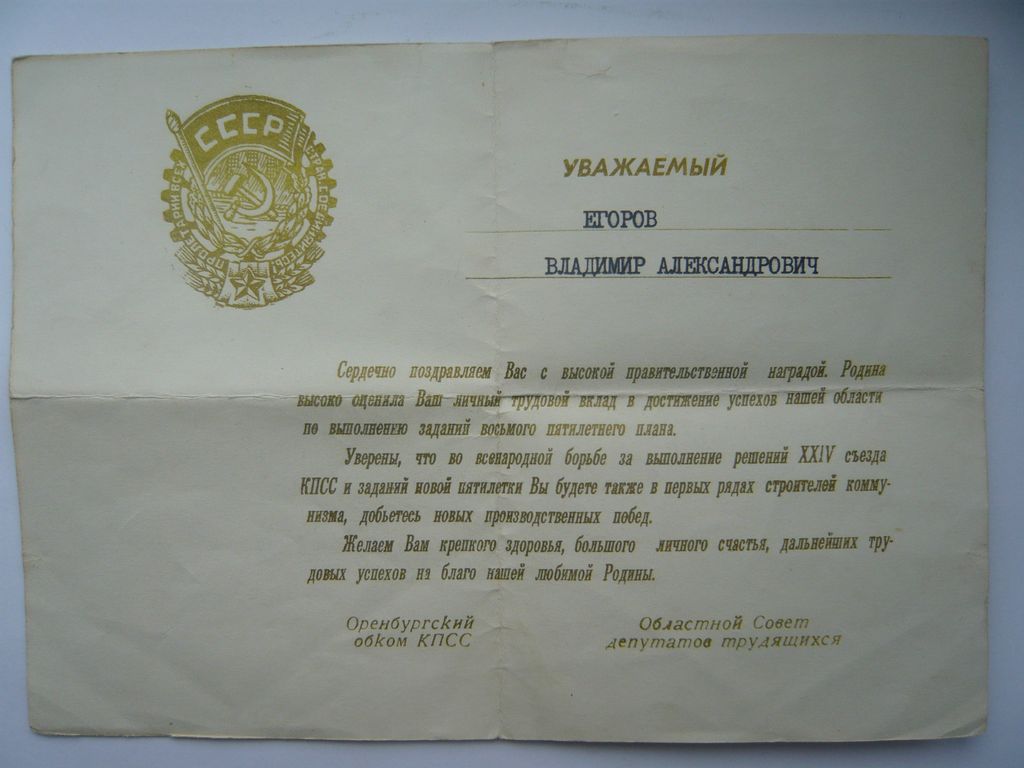 СССР
ПРОЛЕТАРИИ ВСЕХ СТРАН, СОЕДИНЯЙТЕСЬ!
УВАЖАЕМЫЙ
ЕГОРОВ
ВЛАДИМИР АЛЕКСАНДРОВИЧ
Сердечно поздравляем Вас с высокой правительственной наградой. Родина
высоко оценила Ваш личный трудовой вклад в достижение успехов нашей области
по выполнению заданий восьмого пятилетнего плана.
Уверены, что во всенародной борьбе за выполнение решений XXIV съезда
КПСС и заданий новой пятилетки Вы будете также в первых рядах строителей комму-
низма, добьетесь новых производственных побед.
Желаем Вам крепкого здоровья, большого личного счастья, дальнейших тру-
довых успехов на благо нашей любимой Родины.
Оренбургский
обком КПСС
Областной Совет
депутатов трудящихся